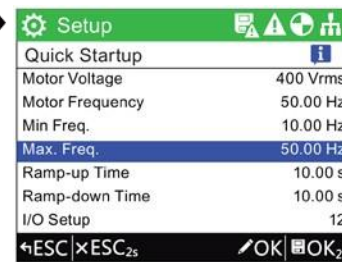 Setup
Quick Startup i
Motor Voltage 400 Vrms
Motor Frequency 50.00 Hz
Min Freq. 10.00 Hz
Max. Freq. 50.00 Hz
Ramp-up Time 10.00 s
Ramp-down Time 10.00 s
I/O Setup 12
ESC ×ESC2s OK OK2